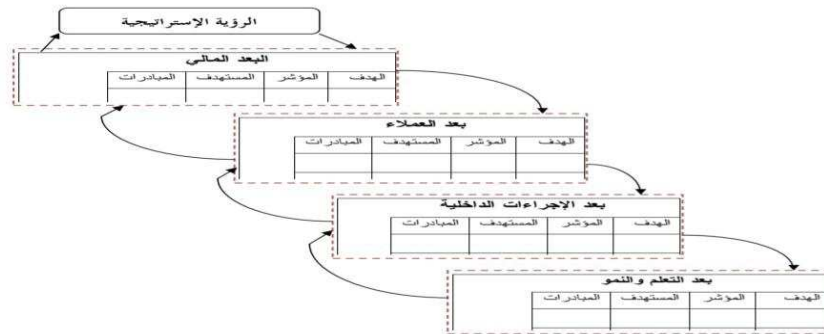 الرؤية الإستراتيجية
البعد المالي
الهدف المؤشر المستهدف المبادرات
بعد العملاء
الهدف المؤشر المستهدف المبادرات
بعد الإجراءات الداخلية
الهدف المؤشر المستهدف المبادرات
بعد التعلم والنمو
الهدف المؤشر المستهدف المبادرات